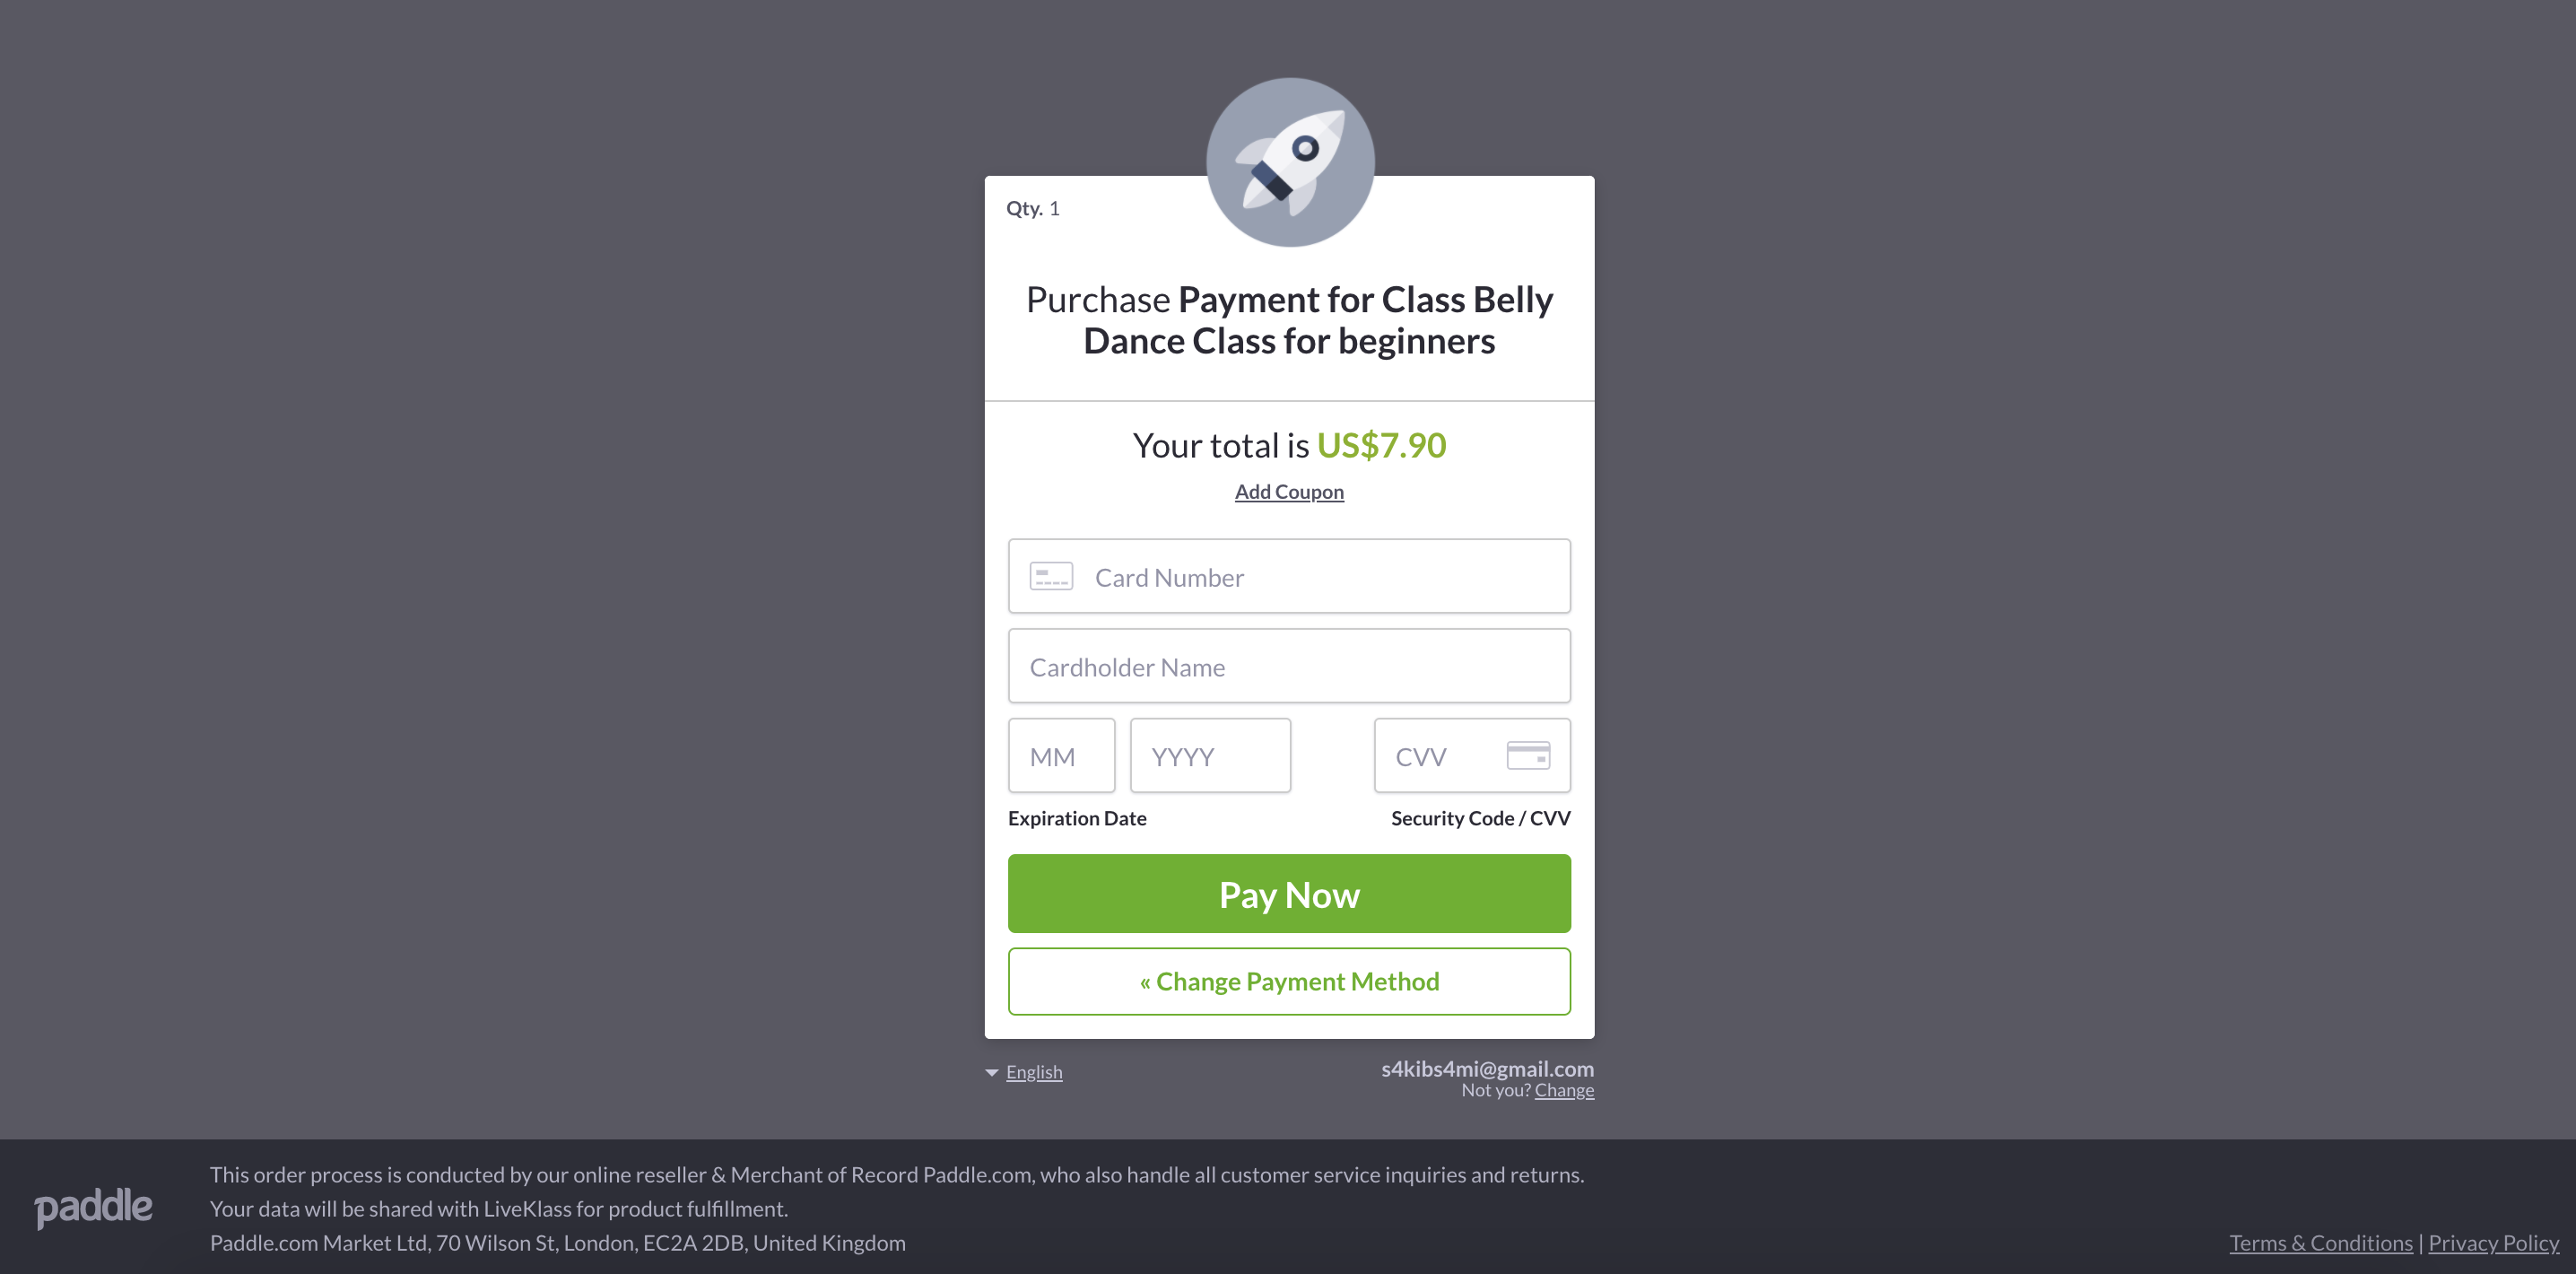 Qty. 1
Purchase Payment for Class Belly
Dance Class for beginners
Your total is US$7.90
Add Coupon
Card Number
Cardholder Name
MM YYYY CVV
Expiration Date Security Code / CVV
Pay Now
« Change Payment Method
English
s4kibs4mi@gmail.com
Not you? Change
paddle
This order process is conducted by our online reseller & Merchant of Record Paddle.com, who also handle all customer service inquiries and returns.
Your data will be shared with LiveKlass for product fulfillment.
Paddle.com Market Ltd, 70 Wilson St, London, EC2A 2DB, United Kingdom
Terms & Conditions | Privacy Policy